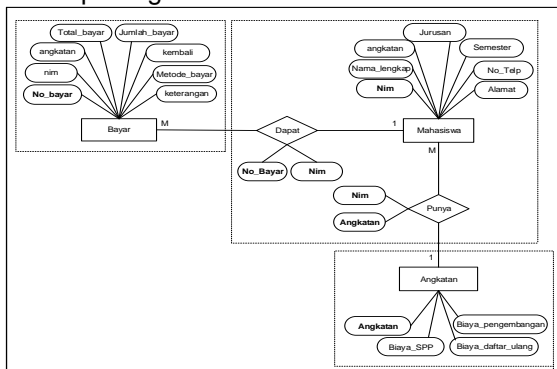 Total_bayar
Jumlah_bayar
angkatan
kembali
nim
Metode_bayar
No_bayar
keterangan
Bayar
M
Dapat
1
No_Bayar
Nim
Jurusan
angkatan
Semester
Nama_lengkap
No_Telp
Nim
Alamat
Mahasiswa
M
Nim
Angkatan
Punya
1
Angkatan
Angkatan
Biaya_pengembangan
Biaya_SPP
Biaya_daftar_ulang